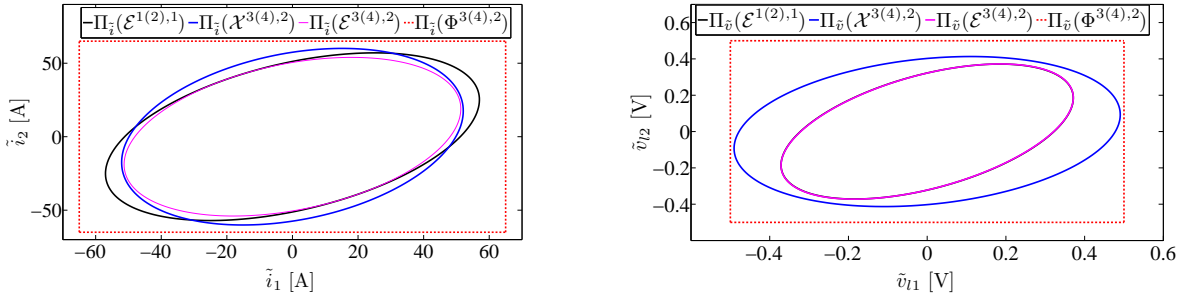 Π_ĩ(ℰ^{1(2),1}) Π_ĩ(𝒳^{3(4),2}) Π_ĩ(ℰ^{3(4),2}) Π_ĩ(Φ^{3(4),2})
50
0
−50
ĩ_2 [A]
−60 −40 −20 0 20 40 60
ĩ_1 [A]
Π_ṽ(ℰ^{1(2),1}) Π_ṽ(𝒳^{3(4),2}) Π_ṽ(ℰ^{3(4),2}) Π_ṽ(Φ^{3(4),2})
0.6
0.4
0.2
0
−0.2
−0.4
ṽ_{l2} [V]
−0.4 −0.2 0 0.2 0.4 0.6
ṽ_{l1} [V]